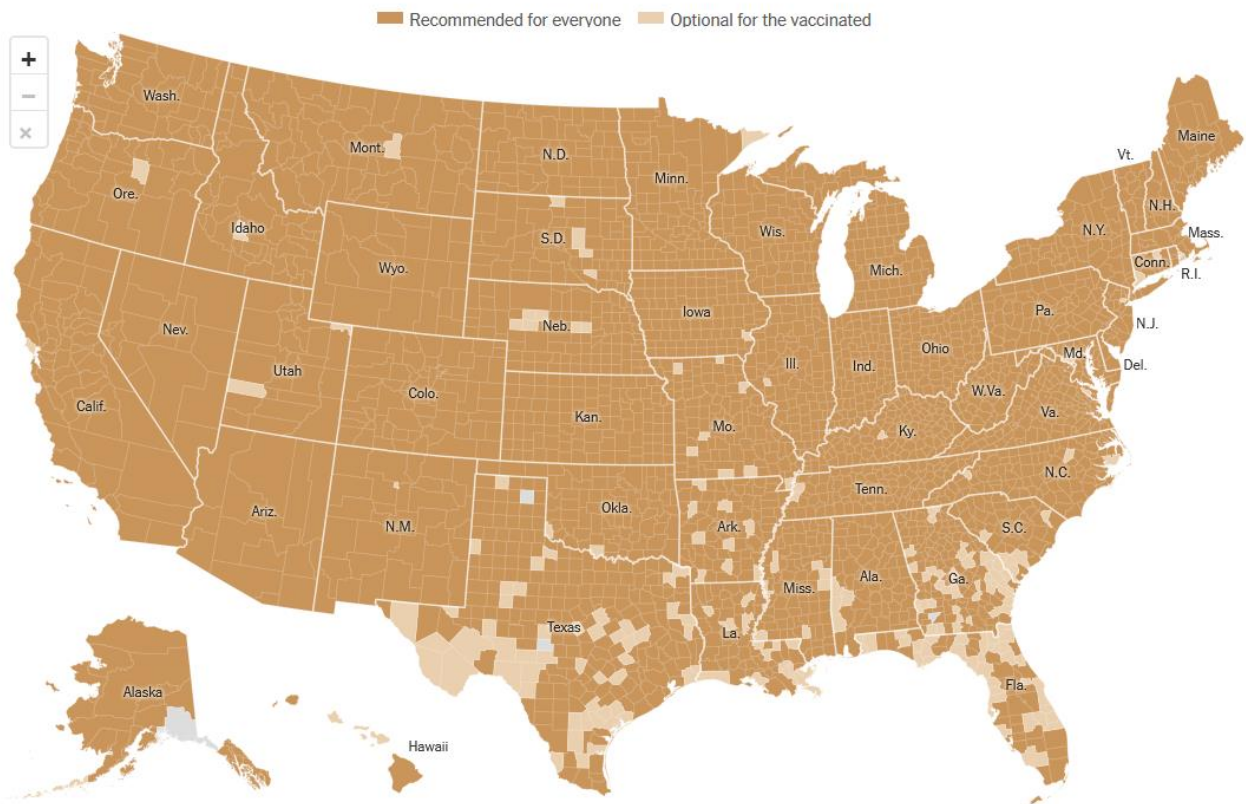 Recommended for everyone Optional for the vaccinated
+
−
×
Wash.
Mont.
N.D.
Minn.
Maine
Vt.
Ore.
Idaho
S.D.
Wis.
N.H.
N.Y.
Mass.
Wyo.
Mich.
Conn.
R.I.
Nev.
Neb.
Iowa
Pa.
N.J.
Utah
Colo.
Ill.
Ind.
Ohio
Md.
Del.
Calif.
Kan.
Mo.
W.Va.
Va.
Ky.
Ariz.
N.M.
Okla.
Ark.
Tenn.
N.C.
S.C.
Miss.
Ala.
Ga.
Texas
La.
Fla.
Alaska
Hawaii